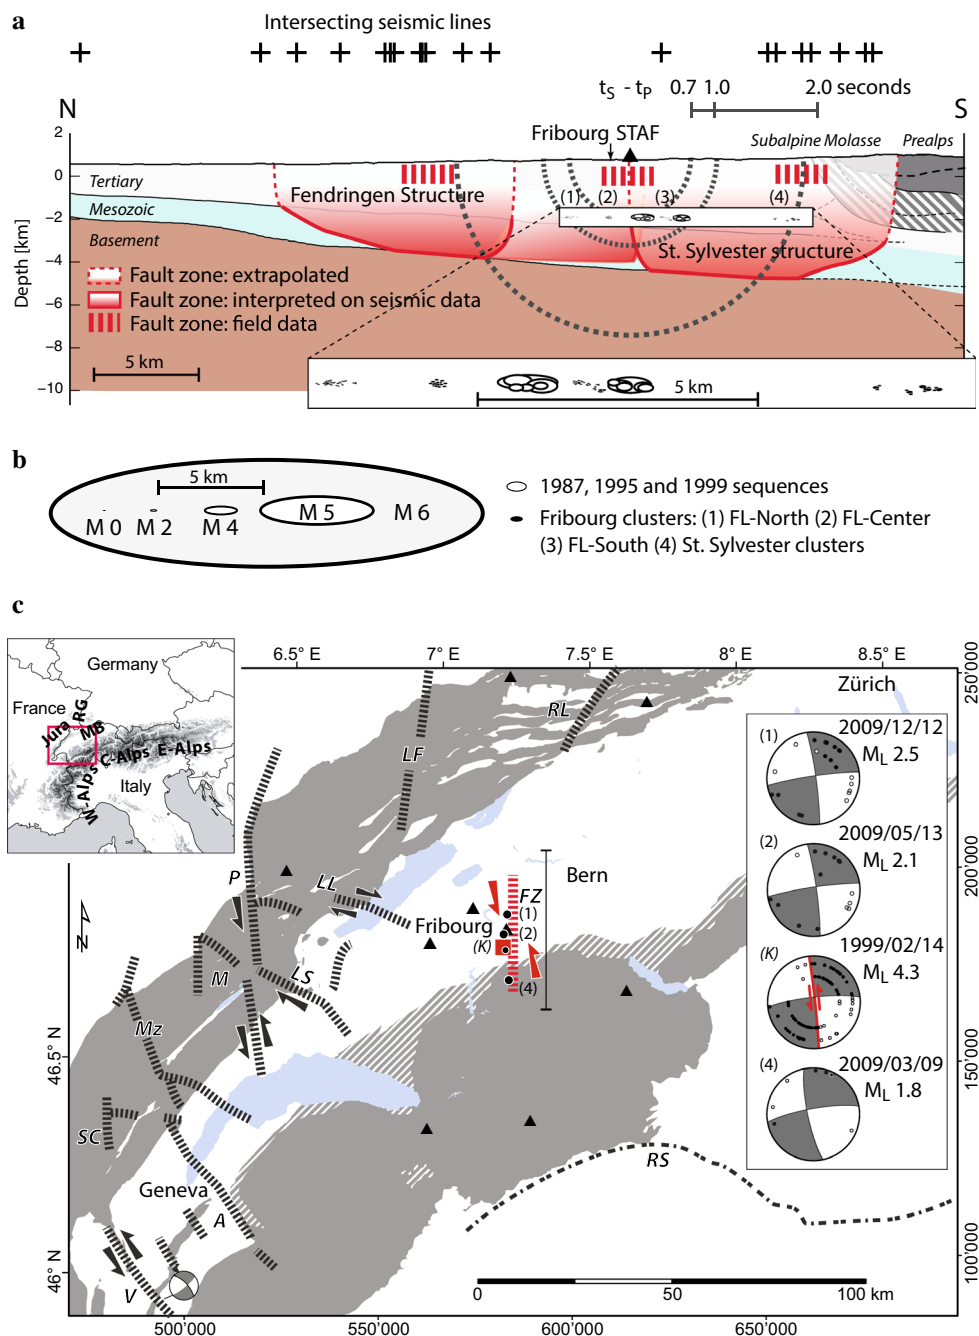 a
Intersecting seismic lines
tS - tP 0.7 1.0 2.0 seconds
N
S
Fribourg STAF
Subalpine Molasse
Prealps
Depth [km]
2
0
−2
−4
−6
−8
−10
Tertiary
Mesozoic
Basement
Fendringen Structure
St. Sylvester structure
(1) (2) (3) (4)
Fault zone: extrapolated
Fault zone: interpreted on seismic data
Fault zone: field data
5 km
5 km
b
5 km
M 0 M 2 M 4 M 5 M 6
1987, 1995 and 1999 sequences
Fribourg clusters: (1) FL-North (2) FL-Center
(3) FL-South (4) St. Sylvester clusters
c
6.5° E 7° E 7.5° E 8° E 8.5° E
Germany
France
Italy
Jura
RG
MB
W-Alps
C-Alps
E-Alps
Zürich
Bern
Fribourg
Geneva
N
P
LF
RL
LL
FZ
(1)
(2)
(K)
(4)
M
LS
Mz
SC
A
V
RS
(1) 2009/12/12
ML 2.5
(2) 2009/05/13
ML 2.1
(K) 1999/02/14
ML 4.3
(4) 2009/03/09
ML 1.8
46.5° N
46° N
250'000
200'000
150'000
100'000
0 50 100 km
500'000 550'000 600'000 650'000